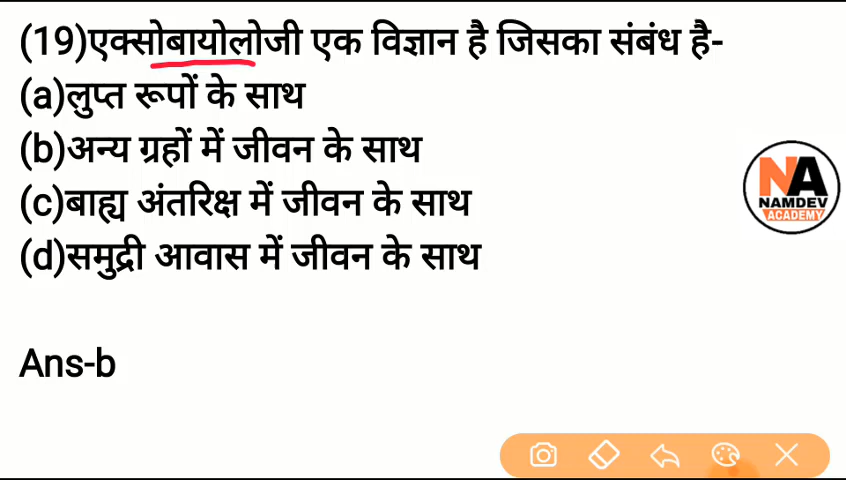 (19)एक्सोबायोलोजी एक विज्ञान है जिसका संबंध है-
(a)लुप्त रूपों के साथ
(b)अन्य ग्रहों में जीवन के साथ
(c)बाह्य अंतरिक्ष में जीवन के साथ
(d)समुद्री आवास में जीवन के साथ
Ans-b
NA
NAMDEV
ACADEMY